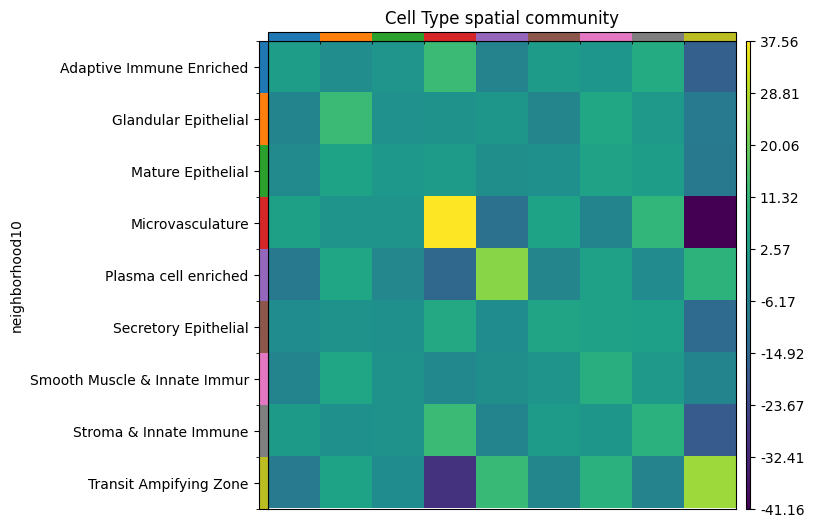 Cell Type spatial community
Adaptive Immune Enriched
Glandular Epithelial
Mature Epithelial
Microvasculature
Plasma cell enriched
Secretory Epithelial
Smooth Muscle & Innate Immur
Stroma & Innate Immune
Transit Ampifying Zone
neighborhood10
37.56
28.81
20.06
11.32
2.57
-6.17
-14.92
-23.67
-32.41
-41.16